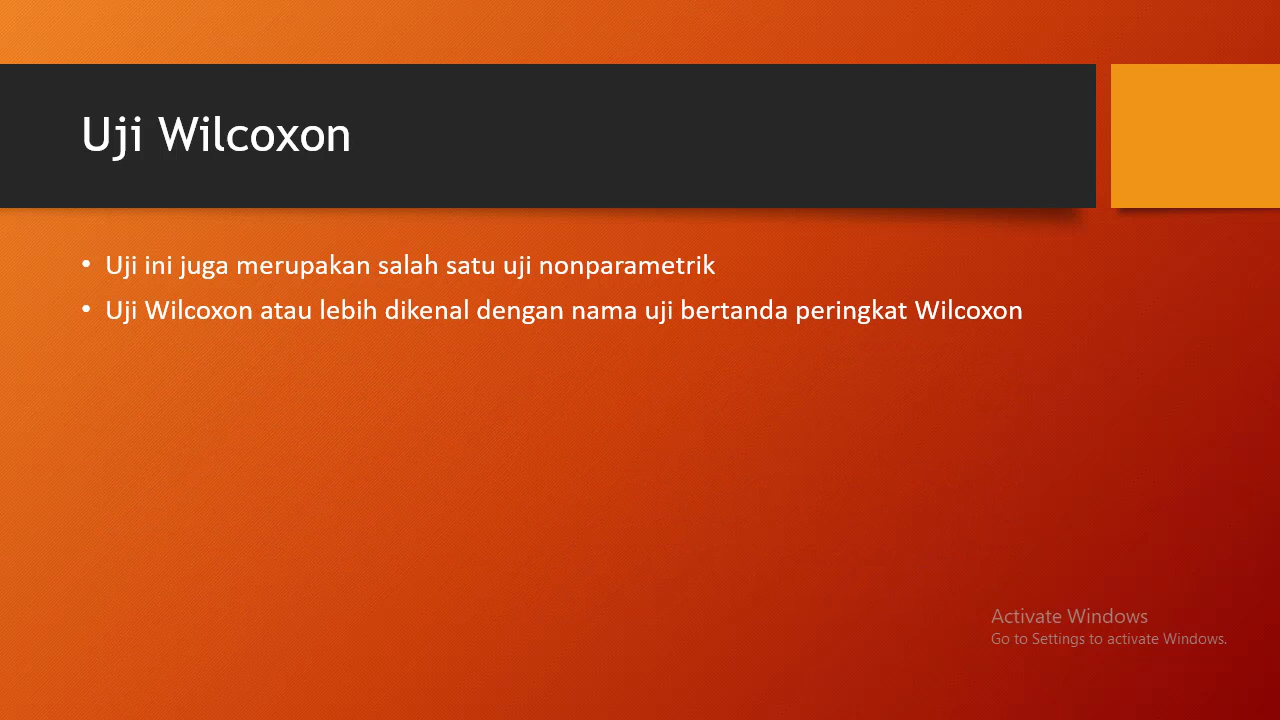 Uji Wilcoxon
• Uji ini juga merupakan salah satu uji nonparametrik
• Uji Wilcoxon atau lebih dikenal dengan nama uji bertanda peringkat Wilcoxon
Activate Windows
Go to Settings to activate Windows.